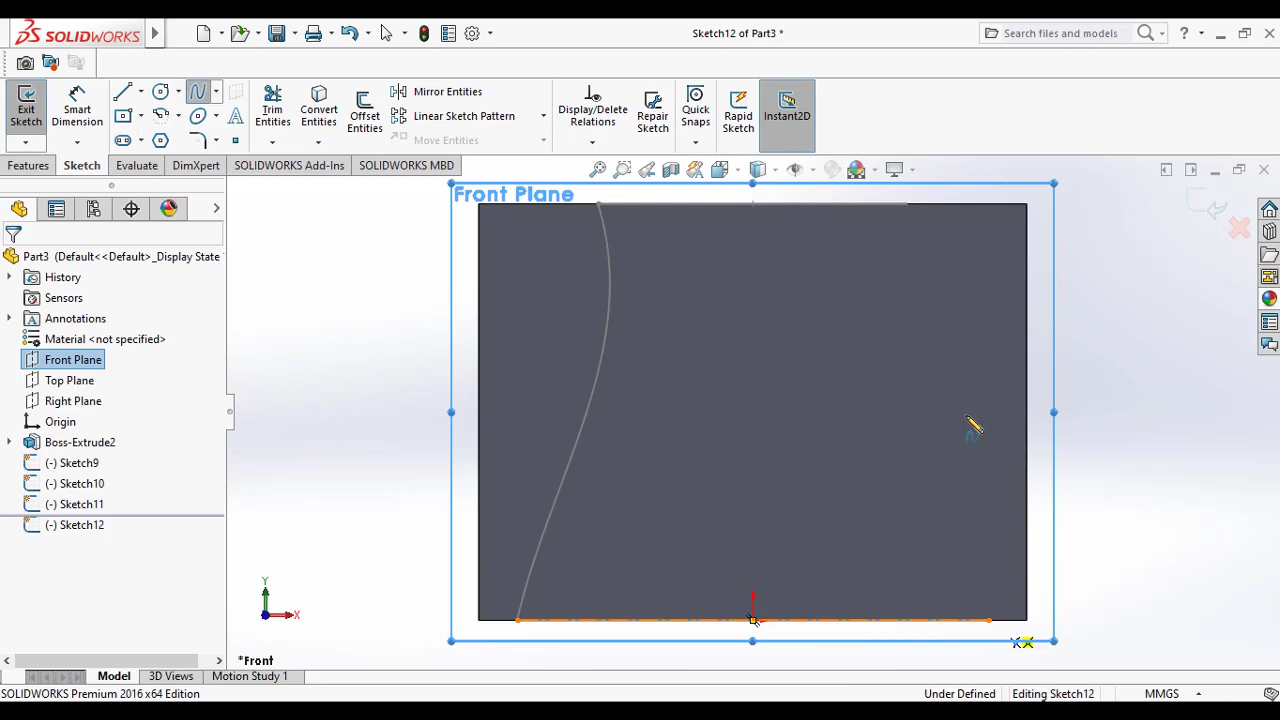 SOLIDWORKS
Sketch12 of Part3 *
Search files and models
?
Exit Sketch
Smart Dimension
Trim Entities
Convert Entities
Offset Entities
Mirror Entities
Linear Sketch Pattern
Move Entities
Display/Delete Relations
Repair Sketch
Quick Snaps
Rapid Sketch
Instant2D
Features
Sketch
Evaluate
DimXpert
SOLIDWORKS Add-Ins
SOLIDWORKS MBD
Front Plane
Part3 (Default<<Default>_Display State
History
Sensors
Annotations
Material <not specified>
Front Plane
Top Plane
Right Plane
Origin
Boss-Extrude2
(-) Sketch9
(-) Sketch10
(-) Sketch11
(-) Sketch12
Y
X
*Front
Model
3D Views
Motion Study 1
SOLIDWORKS Premium 2016 x64 Edition
Under Defined
Editing Sketch12
MMGS